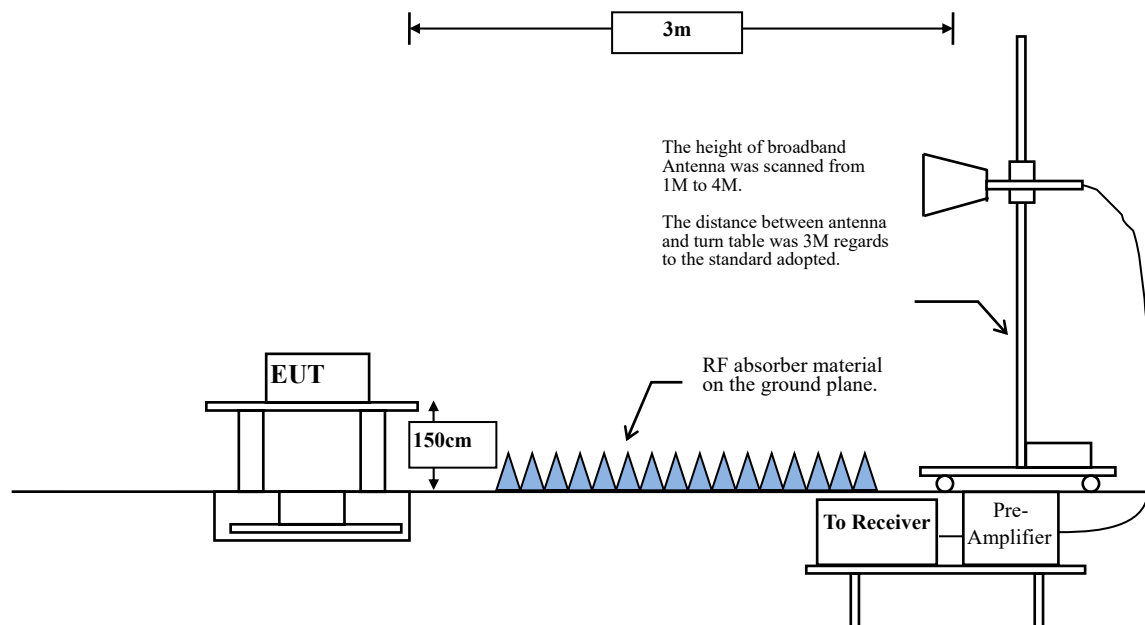 3m
The height of broadband
Antenna was scanned from
1M to 4M.
The distance between antenna
and turn table was 3M regards
to the standard adopted.
RF absorber material
on the ground plane.
EUT
150cm
To Receiver
Pre-
Amplifier